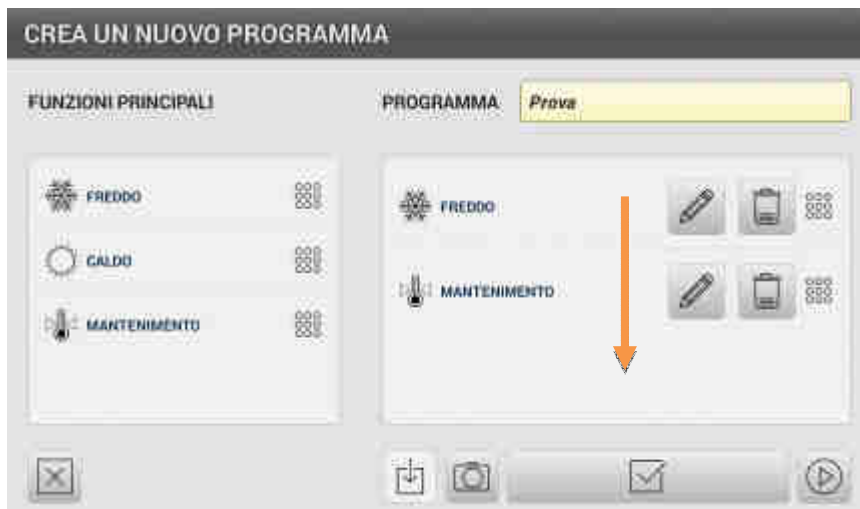 CREA UN NUOVO PROGRAMMA
FUNZIONI PRINCIPALI
PROGRAMMA Prova
FREDDO
CALDO
MANTENIMENTO
FREDDO
MANTENIMENTO